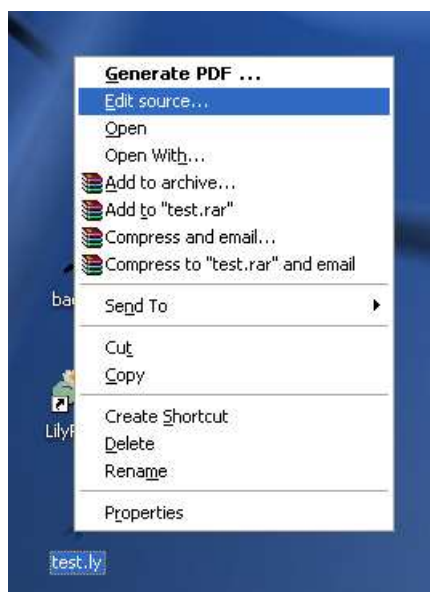 Generate PDF ...
Edit source...
Open
Open With...
Add to archive...
Add to "test.rar"
Compress and email...
Compress to "test.rar" and email
Send To
Cut
Copy
Create Shortcut
Delete
Rename
Properties
test.ly